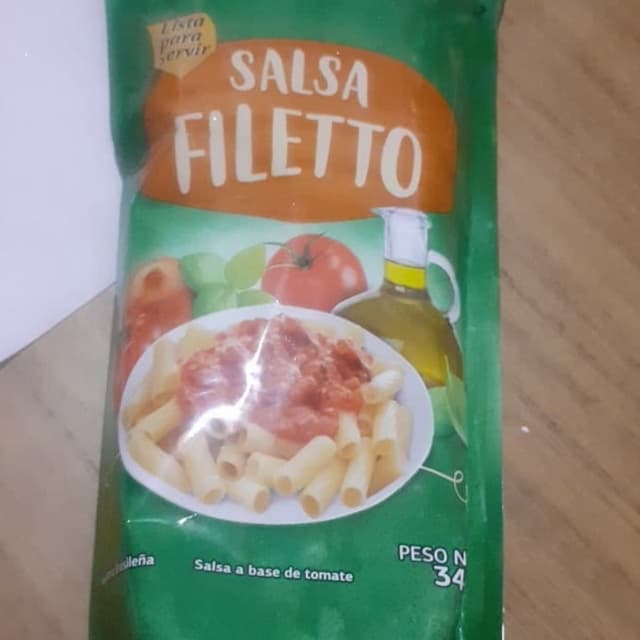 Lista
para
servir
SALSA
FILETTO
Salsa a base de tomate
PESO N
34